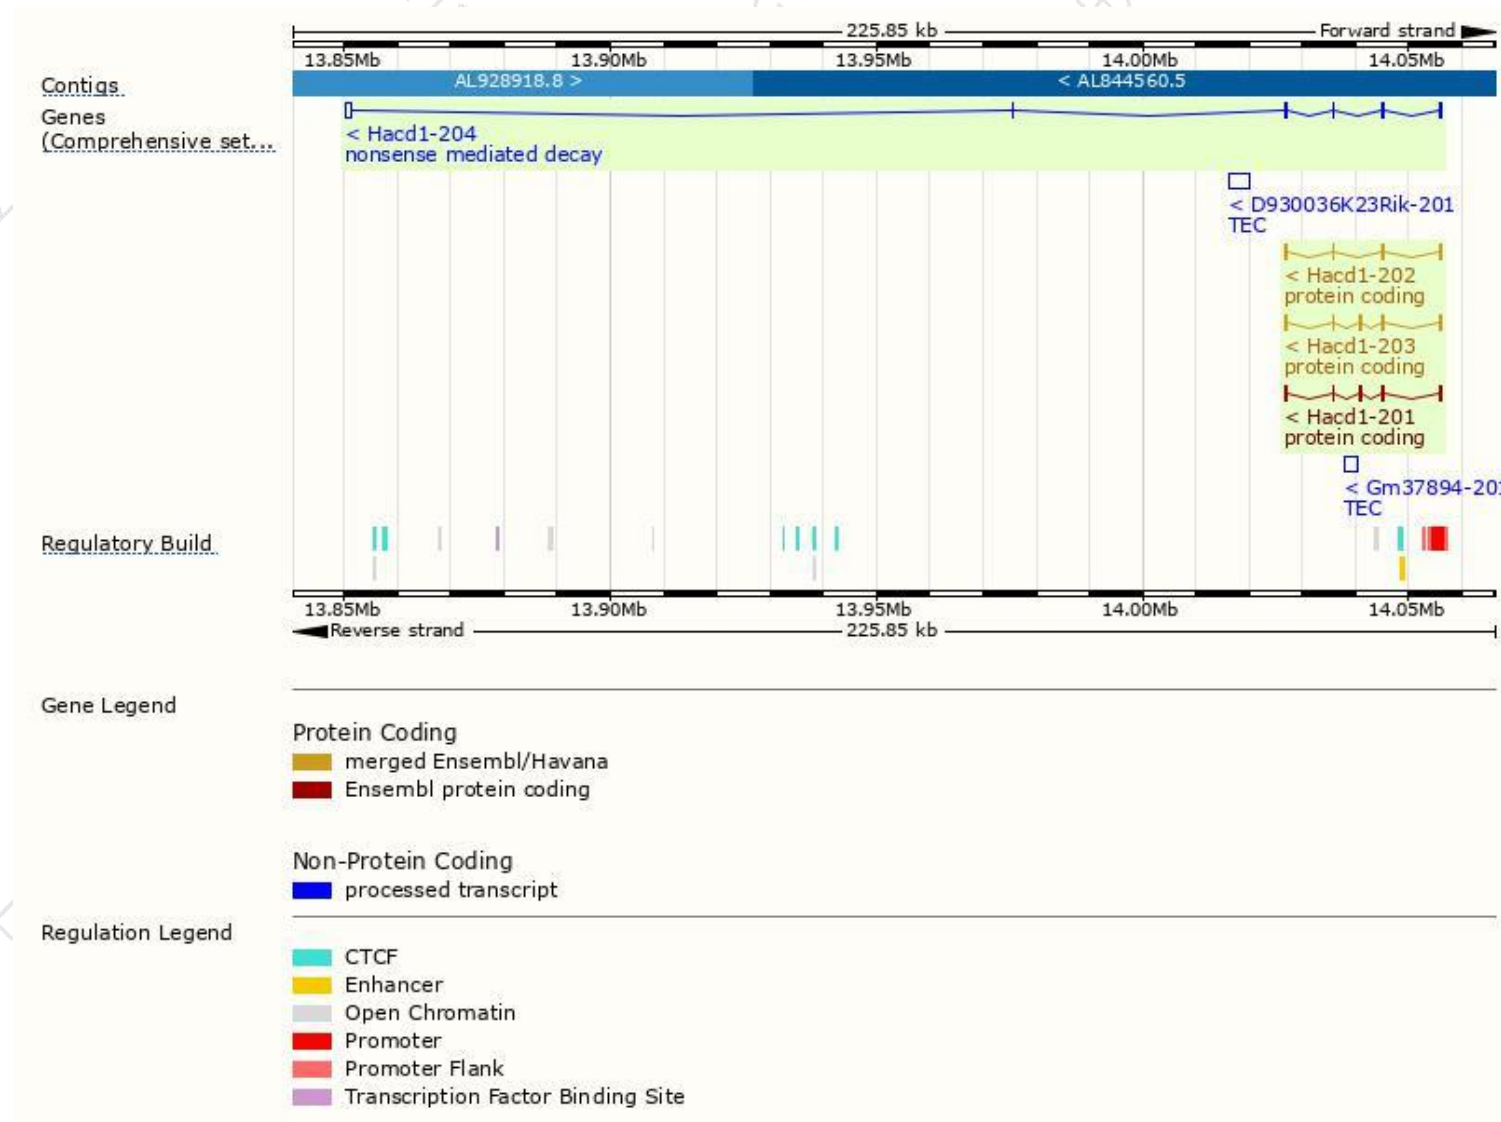 225.85 kb
Forward strand
13.85Mb 13.90Mb 13.95Mb 14.00Mb 14.05Mb
Contigs
AL928918.8 >
< AL844560.5
Genes
(Comprehensive set...
< Hacd1-204
nonsense mediated decay
< D930036K23Rik-201
TEC
< Hacd1-202
protein coding
< Hacd1-203
protein coding
< Hacd1-201
protein coding
< Gm37894-201
TEC
Regulatory Build
13.85Mb 13.90Mb 13.95Mb 14.00Mb 14.05Mb
Reverse strand
225.85 kb
Gene Legend
Protein Coding
merged Ensembl/Havana
Ensembl protein coding
Non-Protein Coding
processed transcript
Regulation Legend
CTCF
Enhancer
Open Chromatin
Promoter
Promoter Flank
Transcription Factor Binding Site